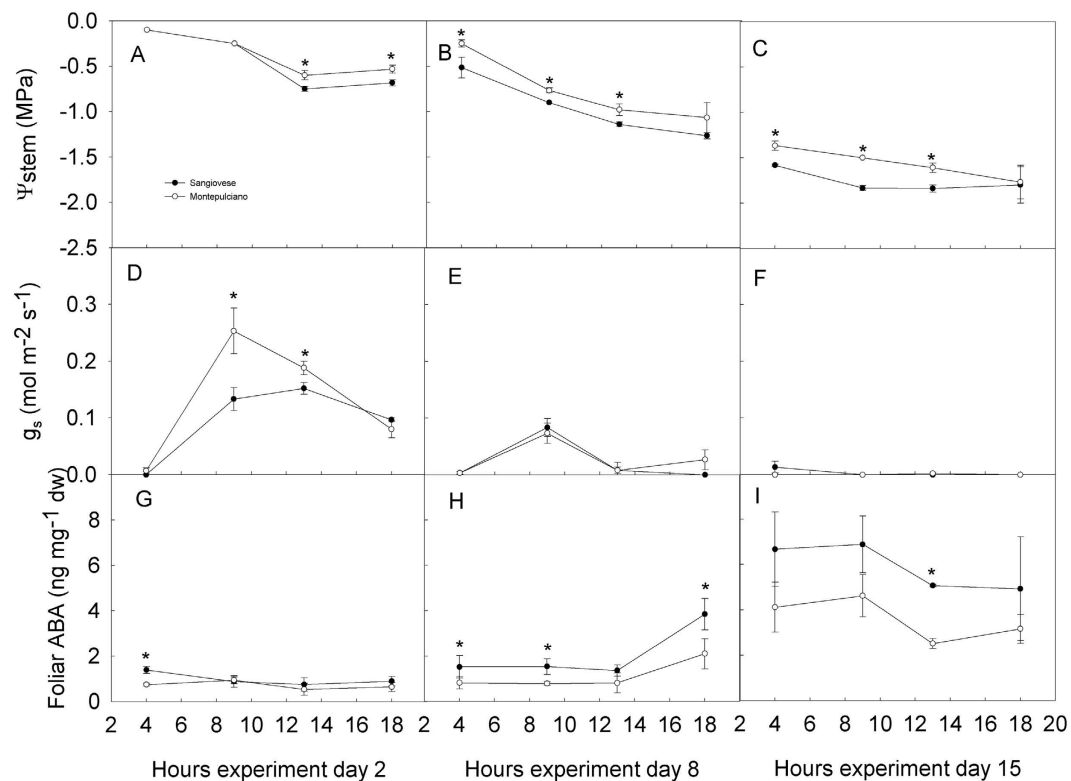 0.0
-0.5
-1.0
-1.5
-2.0
-2.5
Ψstem (MPa)
A
*
*
Sangiovese
Montepulciano
B
*
*
*
C
*
*
*
0.3
0.2
0.1
0.0
gs (mol m-2 s-1)
D
*
*
E
F
8
6
4
2
0
Foliar ABA (ng mg-1 dw)
G
*
H
*
*
*
I
*
2 4 6 8 10 12 14 16 18 2 4 6 8 10 12 14 16 18 2 4 6 8 10 12 14 16 18 20
Hours experiment day 2
Hours experiment day 8
Hours experiment day 15